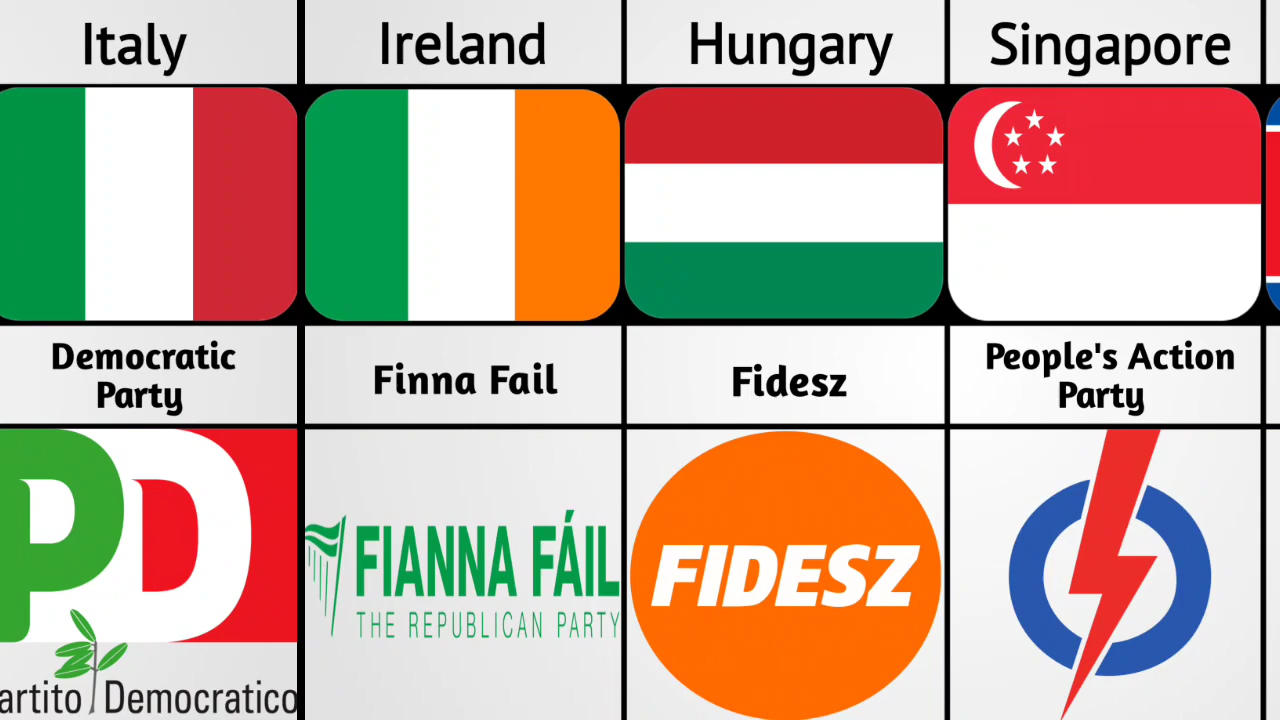 Italy
Ireland
Hungary
Singapore
Democratic
Party
Finna Fail
Fidesz
People's Action
Party
PD
artito Democratico
FIANNA FÁIL
THE REPUBLICAN PARTY
FIDESZ